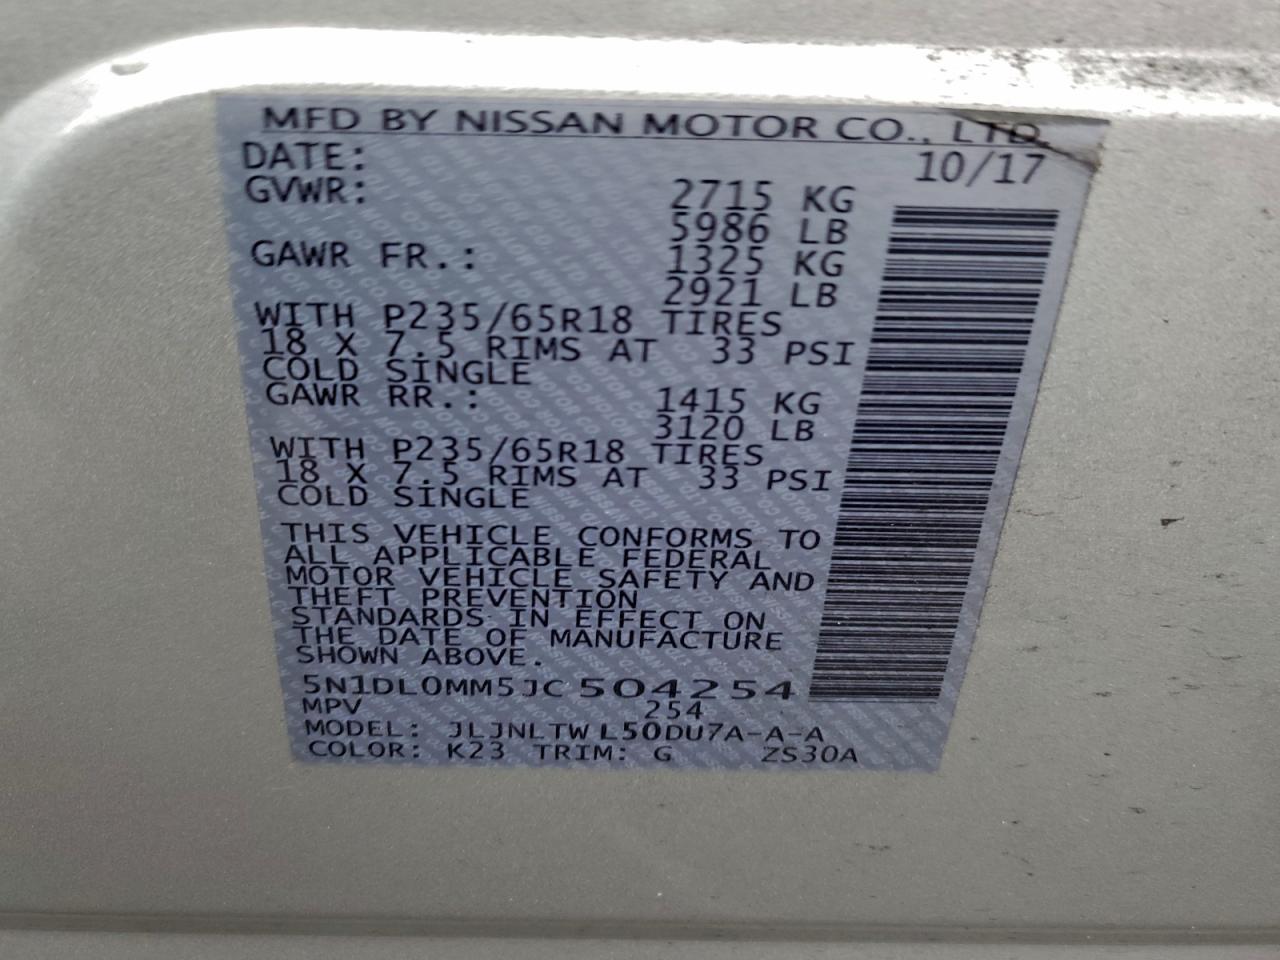 MFD BY NISSAN MOTOR CO., LTD.
DATE: 10/17
GVWR: 2715 KG
5986 LB
GAWR FR.: 1325 KG
2921 LB
WITH P235/65R18 TIRES
18 X 7.5 RIMS AT 33 PSI
COLD SINGLE
GAWR RR.: 1415 KG
3120 LB
WITH P235/65R18 TIRES
18 X 7.5 RIMS AT 33 PSI
COLD SINGLE
THIS VEHICLE CONFORMS TO
ALL APPLICABLE FEDERAL
MOTOR VEHICLE SAFETY AND
THEFT PREVENTION
STANDARDS IN EFFECT ON
THE DATE OF MANUFACTURE
SHOWN ABOVE.
5N1DL0MM5JC504254
MPV 254
MODEL: JLJNLTWL50DU7A-A-A
COLOR: K23 TRIM: G ZS30A